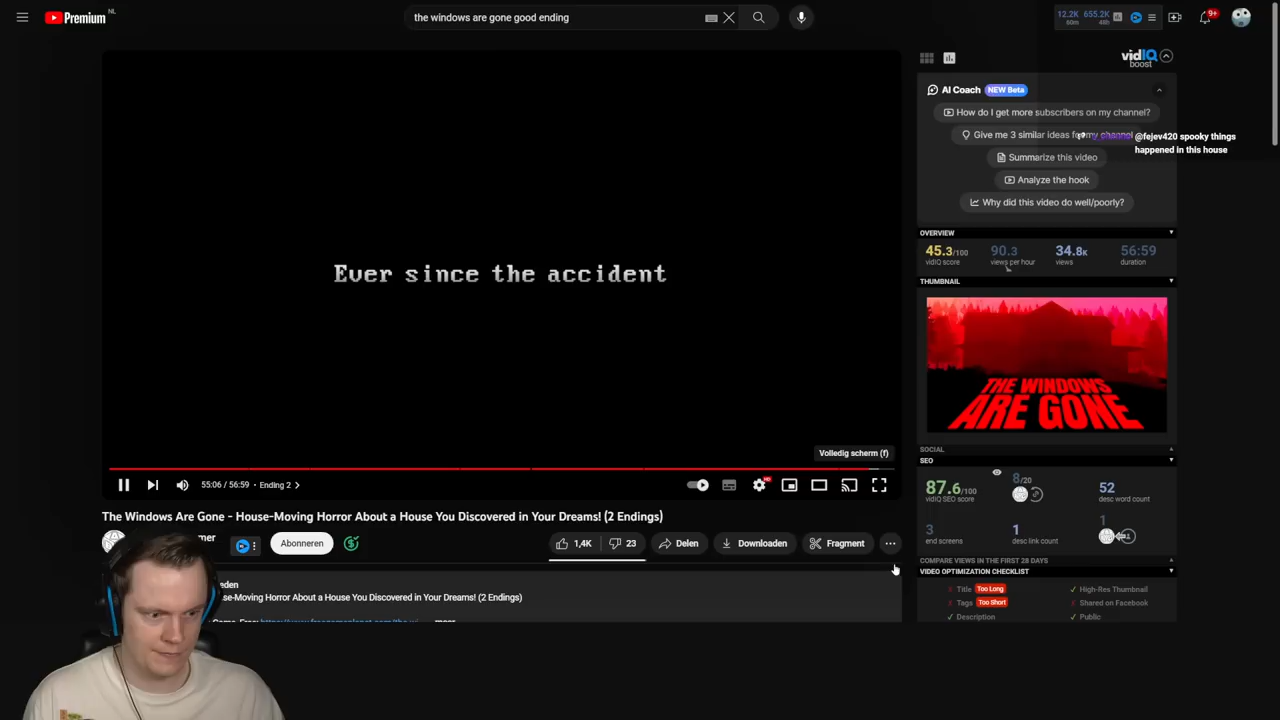 Premium NL
the windows are gone good ending
12.2K 655.2K
60m 48h
9+
vidIQ
boost
AI Coach NEW Beta
How do I get more subscribers on my channel?
Give me 3 similar ideas for my channel
@fejev420 spooky things
happened in this house
Summarize this video
Analyze the hook
Why did this video do well/poorly?
OVERVIEW
45.3/100 90.3 34.8K 56:59
vidIQ score views per hour views duration
THUMBNAIL
THE WINDOWS
ARE GONE
Ever since the accident
Volledig scherm (f)
SOCIAL
SEO
55:06 / 56:59 • Ending 2
HD
87.6/100 8/20 52
vidIQ SEO score desc word count
3 1 1
end screens desc link count
The Windows Are Gone - House-Moving Horror About a House You Discovered in Your Dreams! (2 Endings)
mer Abonneren 1,4K 23 Delen Downloaden Fragment
COMPARE VIEWS IN THE FIRST 28 DAYS
VIDEO OPTIMIZATION CHECKLIST
eden
se-Moving Horror About a House You Discovered in Your Dreams! (2 Endings)
Title Too Long High-Res Thumbnail
Tags Too Short Shared on Facebook
Description Public